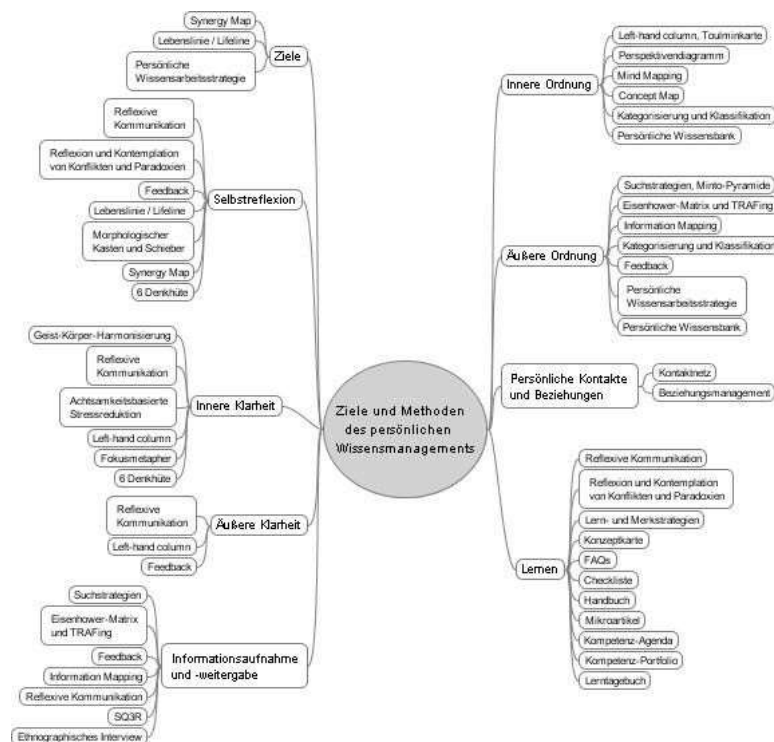 Synergy Map
Lebenslinie / Lifeline
Persönliche
Wissensarbeitsstrategie
Ziele
Reflexive
Kommunikation
Reflexion und Kontemplation
von Konflikten und Paradoxien
Feedback
Lebenslinie / Lifeline
Morphologischer
Kasten und Schieber
Synergy Map
6 Denkhüte
Selbstreflexion
Geist-Körper-Harmonisierung
Reflexive
Kommunikation
Achtsamkeitsbasierte
Stressreduktion
Left-hand column
Fokusmetapher
6 Denkhüte
Innere Klarheit
Reflexive
Kommunikation
Left-hand column
Feedback
Äußere Klarheit
Suchstrategien
Eisenhower-Matrix
und TRAFing
Feedback
Information Mapping
Reflexive Kommunikation
SQ3R
Ethnographisches Interview
Informationsaufnahme
und -weitergabe
Ziele und Methoden
des persönlichen
Wissensmanagements
Innere Ordnung
Left-hand column, Toulminkarte
Perspektivendiagramm
Mind Mapping
Concept Map
Kategorisierung und Klassifikation
Persönliche Wissensbank
Äußere Ordnung
Suchstrategien, Minto-Pyramide
Eisenhower-Matrix und TRAFing
Information Mapping
Kategorisierung und Klassifikation
Feedback
Persönliche
Wissensarbeitsstrategie
Persönliche Wissensbank
Persönliche Kontakte
und Beziehungen
Kontaktnetz
Beziehungsmanagement
Lernen
Reflexive Kommunikation
Reflexion und Kontemplation
von Konflikten und Paradoxien
Lern- und Merkstrategien
Konzeptkarte
FAQs
Checkliste
Handbuch
Mikroartikel
Kompetenz-Agenda
Kompetenz-Portfolio
Lerntagebuch